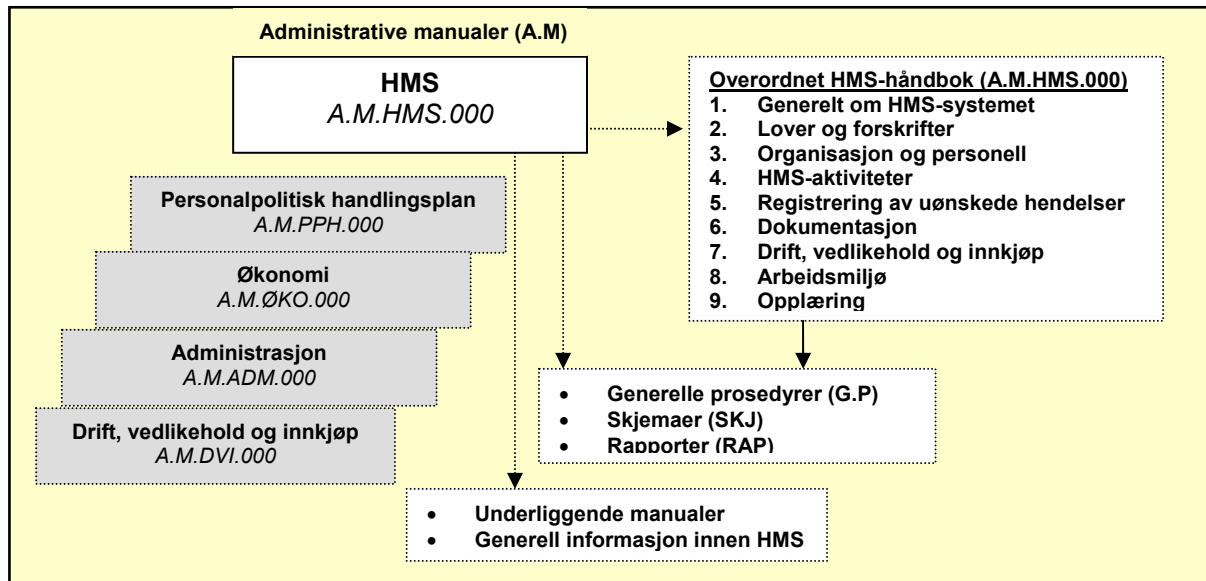 Administrative manualer (A.M)
HMS
A.M.HMS.000
Personalpolitisk handlingsplan
A.M.PPH.000
Økonomi
A.M.ØKO.000
Administrasjon
A.M.ADM.000
Drift, vedlikehold og innkjøp
A.M.DVI.000
Overordnet HMS-håndbok (A.M.HMS.000)
1. Generelt om HMS-systemet
2. Lover og forskrifter
3. Organisasjon og personell
4. HMS-aktiviteter
5. Registrering av uønskede hendelser
6. Dokumentasjon
7. Drift, vedlikehold og innkjøp
8. Arbeidsmiljø
9. Opplæring
• Generelle prosedyrer (G.P)
• Skjemaer (SKJ)
• Rapporter (RAP)
• Underliggende manualer
• Generell informasjon innen HMS